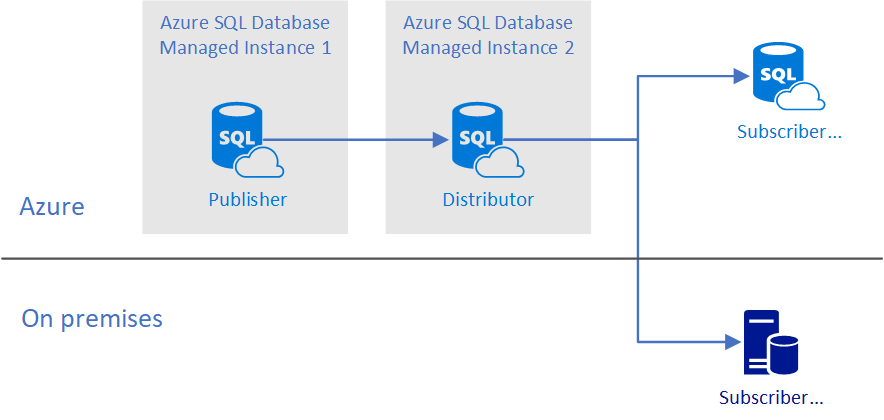 Azure SQL Database
Managed Instance 1
Azure SQL Database
Managed Instance 2
SQL
SQL
SQL
Publisher
Distributor
Subscriber...
Azure
On premises
Subscriber...